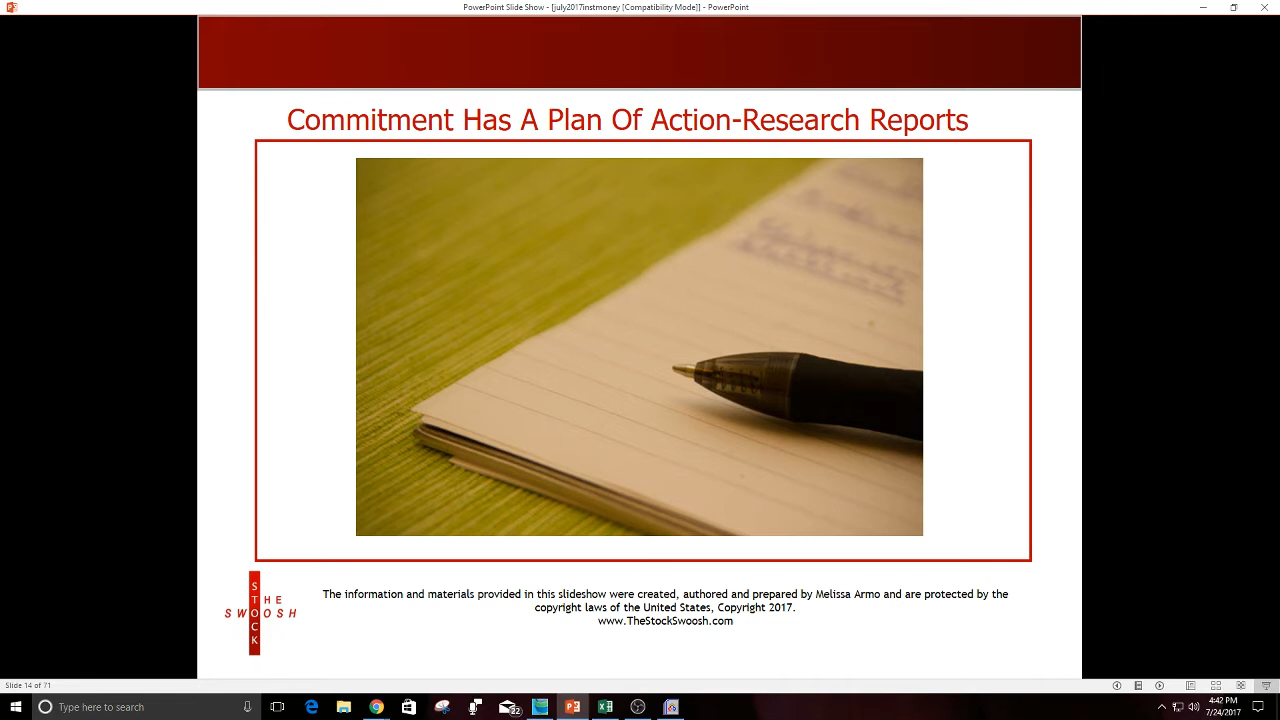 PowerPoint Slide Show - [july2017instmoney [Compatibility Mode]] - PowerPoint
Commitment Has A Plan Of Action-Research Reports
STOCK
THE
SWOOSH
The information and materials provided in this slideshow were created, authored and prepared by Melissa Armo and are protected by the
copyright laws of the United States, Copyright 2017.
www.TheStockSwoosh.com
Slide 14 of 71
Type here to search
22
4:42 PM
7/24/2017